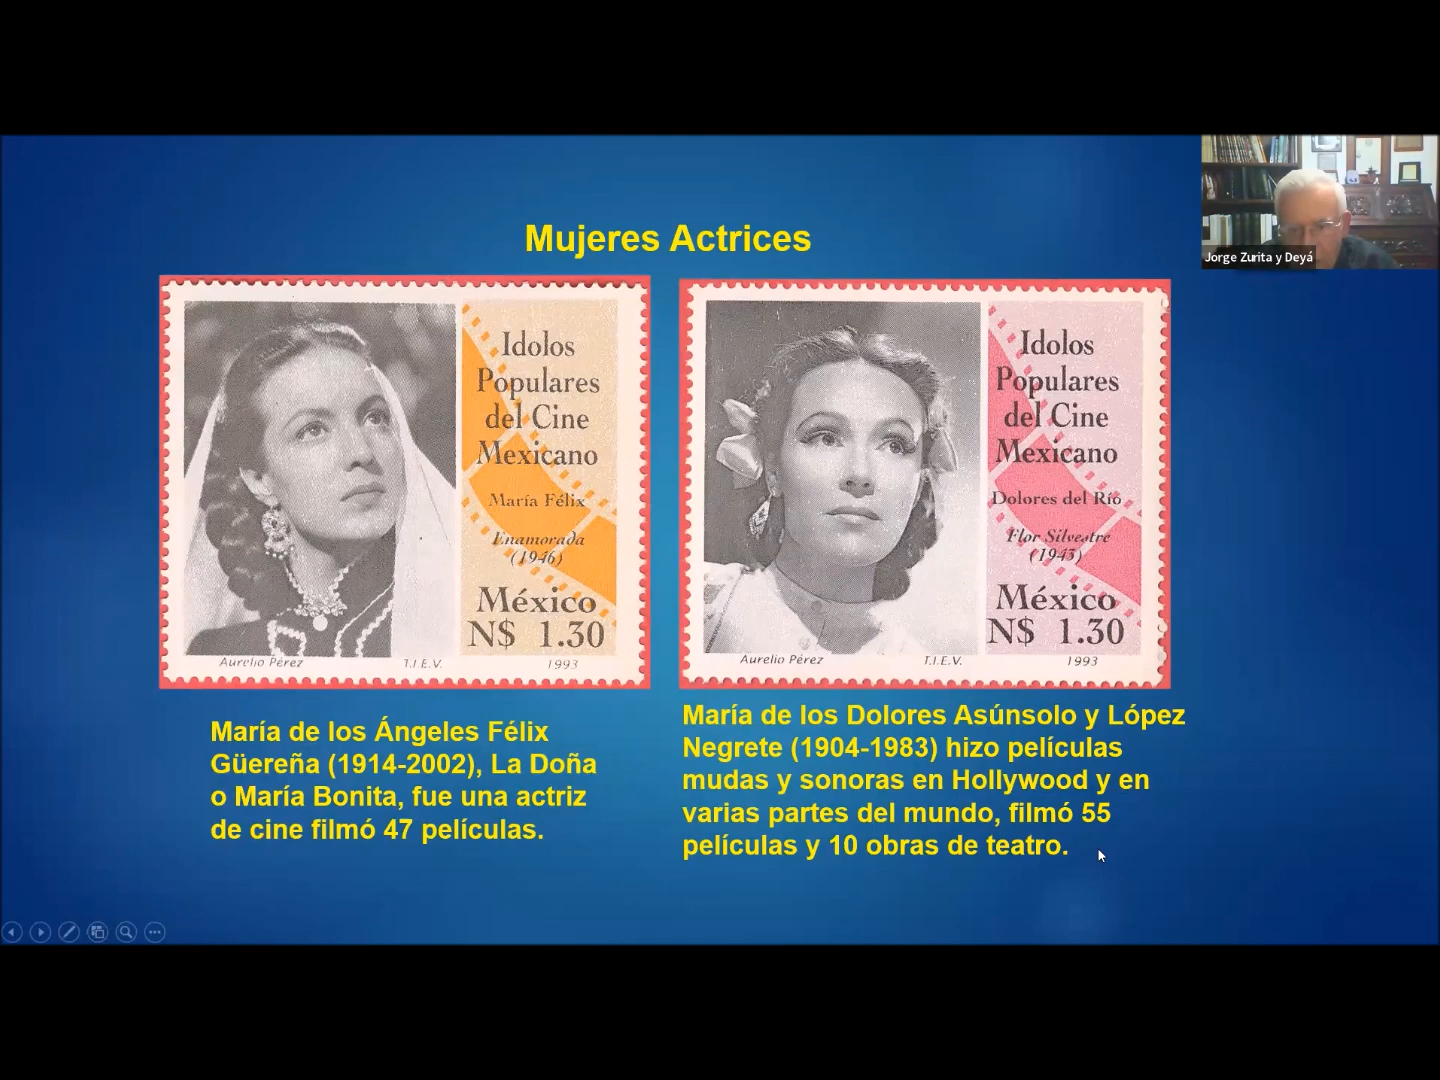 Mujeres Actrices
Jorge Zurita y Deyá
Idolos
Populares
del Cine
Mexicano
María Félix
Enamorada
(1946)
México
N$ 1.30
Aurelio Pérez T.I.E.V. 1993
Idolos
Populares
del Cine
Mexicano
Dolores del Río
Flor Silvestre
(1943)
México
N$ 1.30
Aurelio Pérez T.I.E.V. 1993
María de los Ángeles Félix
Güereña (1914-2002), La Doña
o María Bonita, fue una actriz
de cine filmó 47 películas.
María de los Dolores Asúnsolo y López
Negrete (1904-1983) hizo películas
mudas y sonoras en Hollywood y en
varias partes del mundo, filmó 55
películas y 10 obras de teatro.